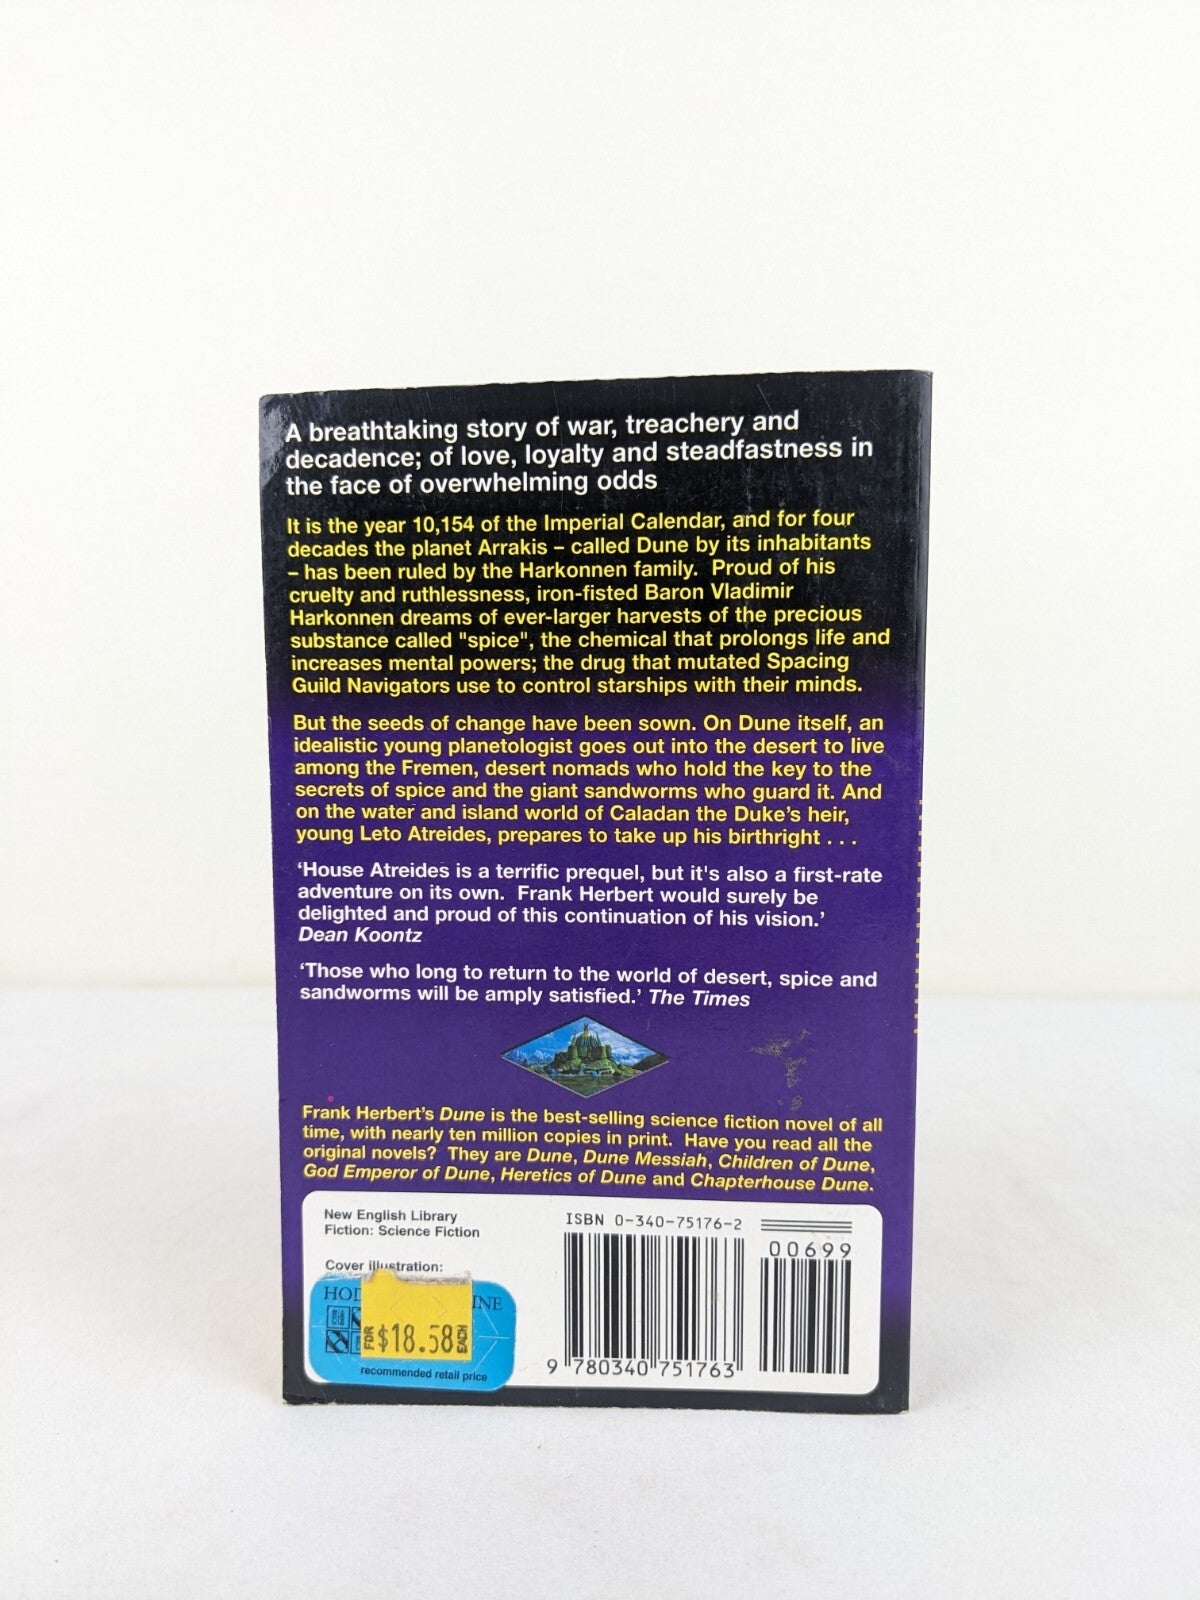 A breathtaking story of war, treachery and
decadence; of love, loyalty and steadfastness in
the face of overwhelming odds
It is the year 10,154 of the Imperial Calendar, and for four
decades the planet Arrakis – called Dune by its inhabitants
– has been ruled by the Harkonnen family. Proud of his
cruelty and ruthlessness, iron-fisted Baron Vladimir
Harkonnen dreams of ever-larger harvests of the precious
substance called "spice", the chemical that prolongs life and
increases mental powers; the drug that mutated Spacing
Guild Navigators use to control starships with their minds.
But the seeds of change have been sown. On Dune itself, an
idealistic young planetologist goes out into the desert to live
among the Fremen, desert nomads who hold the key to the
secrets of spice and the giant sandworms who guard it. And
on the water and island world of Caladan the Duke's heir,
young Leto Atreides, prepares to take up his birthright . . .
‘House Atreides is a terrific prequel, but it's also a first-rate
adventure on its own. Frank Herbert would surely be
delighted and proud of this continuation of his vision.’
Dean Koontz
‘Those who long to return to the world of desert, spice and
sandworms will be amply satisfied.’ The Times
Frank Herbert's Dune is the best-selling science fiction novel of all
time, with nearly ten million copies in print. Have you read all the
original novels? They are Dune, Dune Messiah, Children of Dune,
God Emperor of Dune, Heretics of Dune and Chapterhouse Dune.
New English Library
Fiction: Science Fiction
Cover illustration:
ISBN 0-340-75176-2
00699
9 780340 751763
FOR $18.58 EACH
recommended retail price